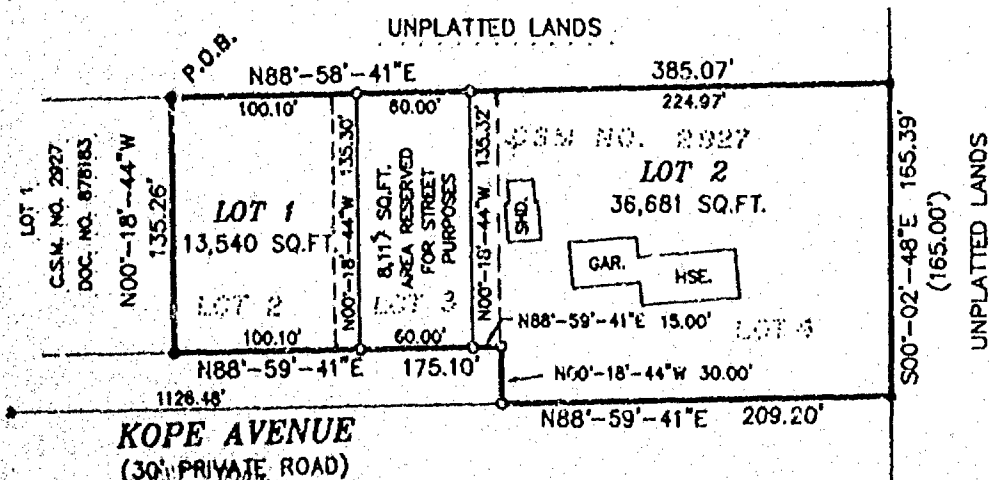 UNPLATTED LANDS
P.O.B.
N88°-58'-41"E
385.07'
100.10'
60.00'
224.97'
LOT 1
C.S.M. NO. 2927
DOC. NO. 878183
N00°-18'-44"W
135.26'
LOT 1
13,540 SQ.FT.
LOT 2
N00°-18'-44"W 135.30'
SQ.FT.
AREA RESERVED
FOR STREET
PURPOSES
LOT 3
N00°-18'-44"W 135.32'
CSM NO. 2927
LOT 2
36,681 SQ.FT.
SHD.
GAR.
HSE.
LOT 4
S00°-02'-48"E 165.39'
(165.00')
UNPLATTED LANDS
N88°-59'-41"E 15.00'
100.10'
60.00'
N88°-59'-41"E 175.10'
N00°-18'-44"W 30.00'
1126.48'
N88°-59'-41"E 209.20'
KOPE AVENUE
(30' PRIVATE ROAD)